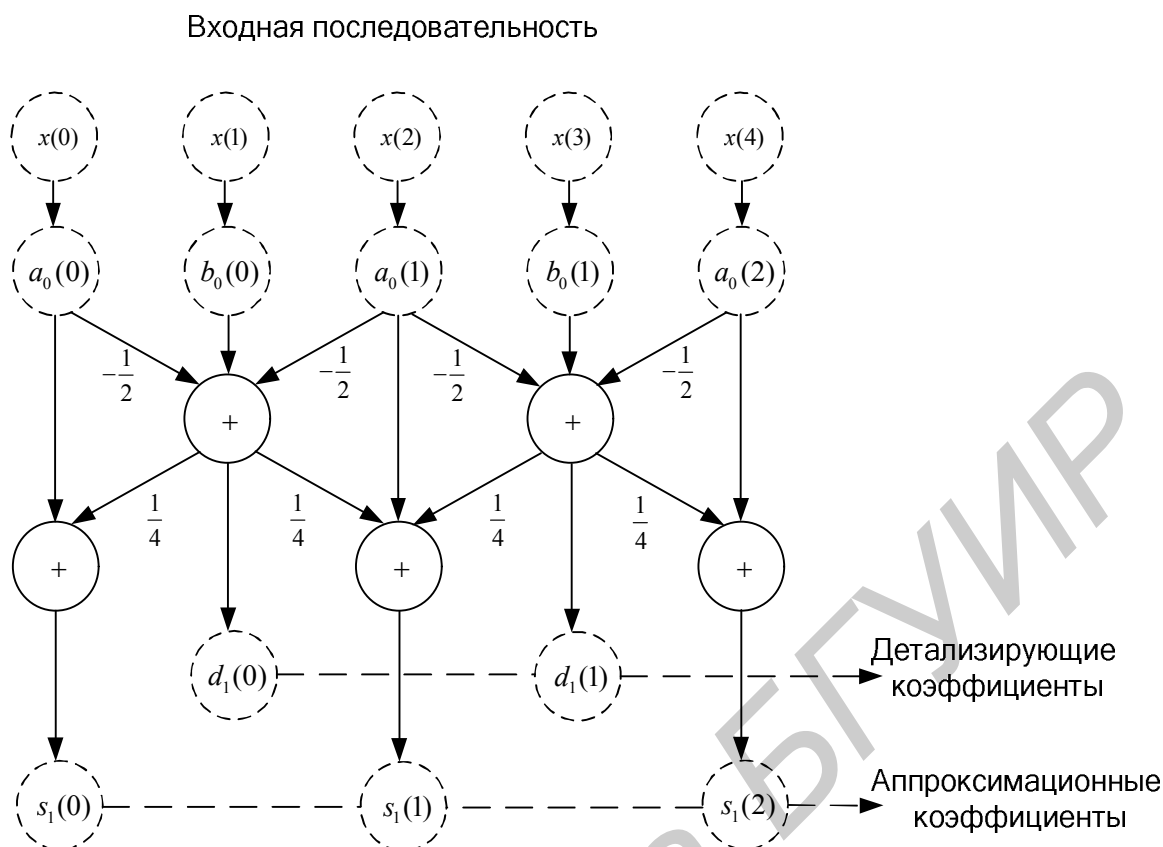 Входная последовательность
x(0) x(1) x(2) x(3) x(4)
a₀(0) b₀(0) a₀(1) b₀(1) a₀(2)
-1/2 -1/2 -1/2 -1/2
+ +
1/4 1/4 1/4 1/4
+ + +
d₁(0) d₁(1) Детализирующие
коэффициенты
s₁(0) s₁(1) s₁(2) Аппроксимационные
коэффициенты
БГУИР